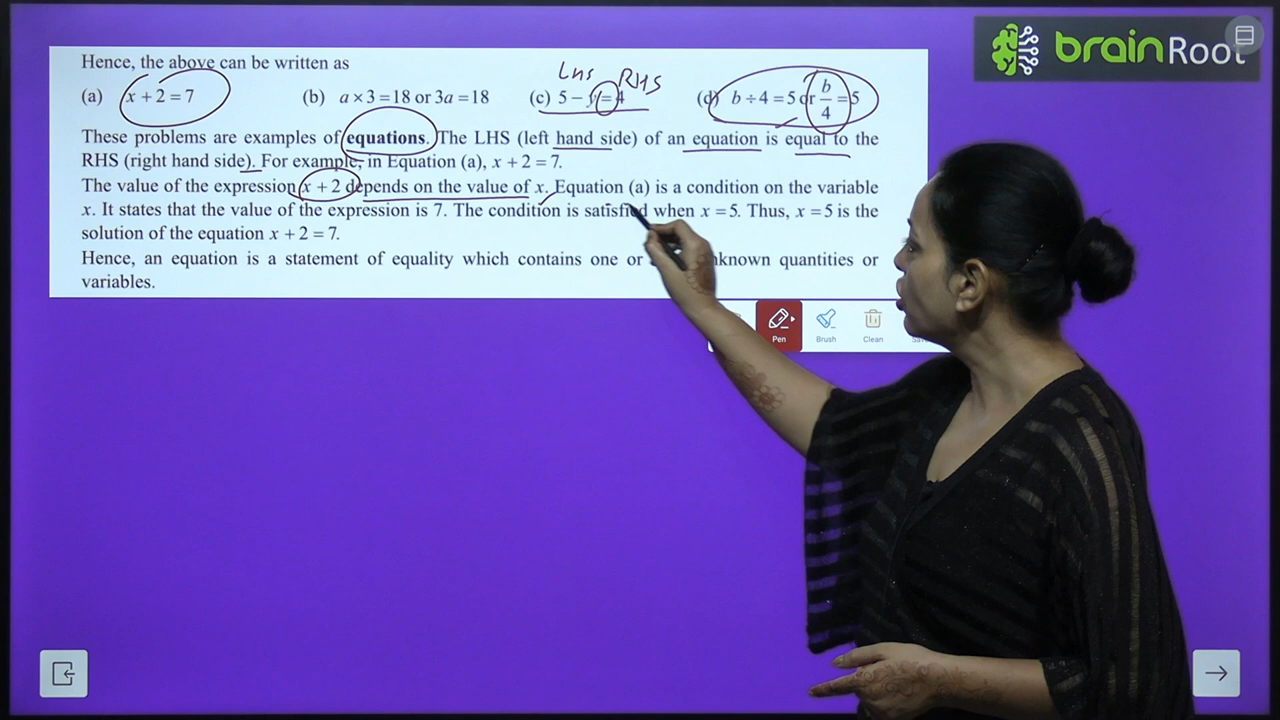 brainRoot
Hence, the above can be written as
Lhs RHS
(a) x + 2 = 7 (b) a × 3 = 18 or 3a = 18 (c) 5 − y = 4 (d) b ÷ 4 = 5 or b/4 = 5
These problems are examples of equations. The LHS (left hand side) of an equation is equal to the
RHS (right hand side). For example, in Equation (a), x + 2 = 7.
The value of the expression x + 2 depends on the value of x. Equation (a) is a condition on the variable
x. It states that the value of the expression is 7. The condition is satisfied when x = 5. Thus, x = 5 is the
solution of the equation x + 2 = 7.
Hence, an equation is a statement of equality which contains one or quantities or
variables.
Pen Brush Clean